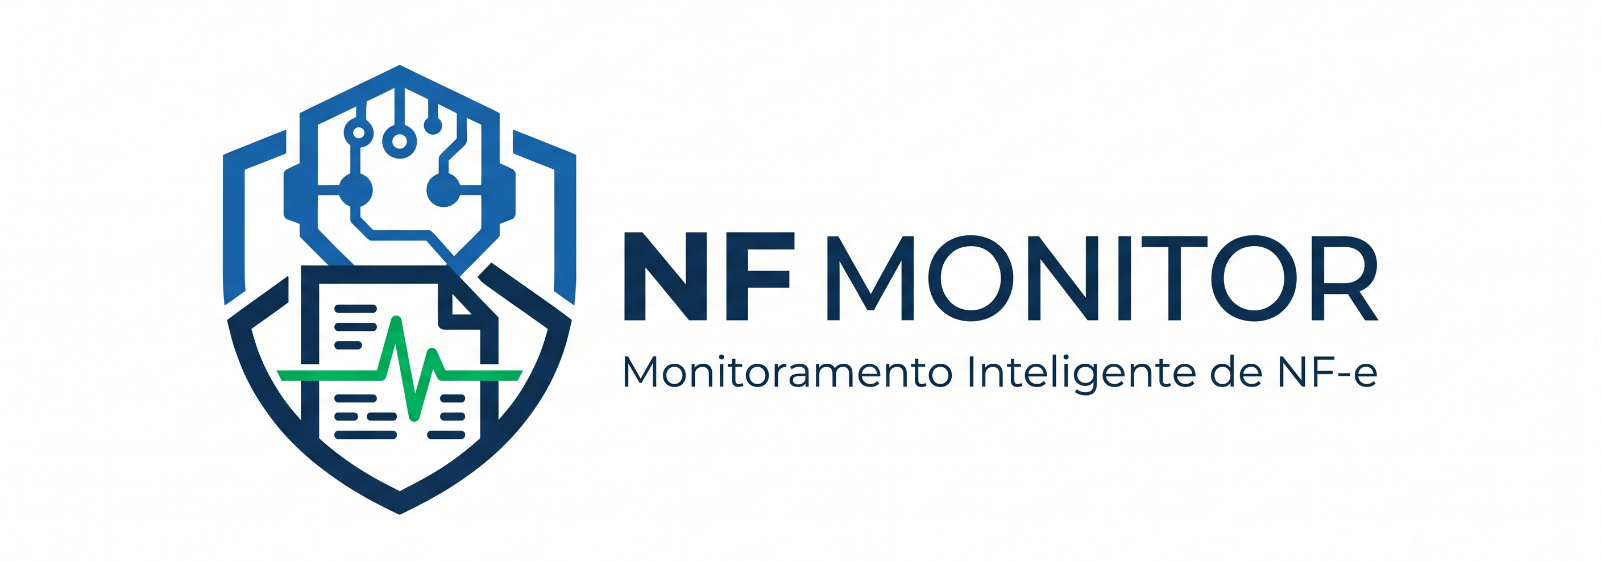 NF MONITOR
Monitoramento Inteligente de NF-e